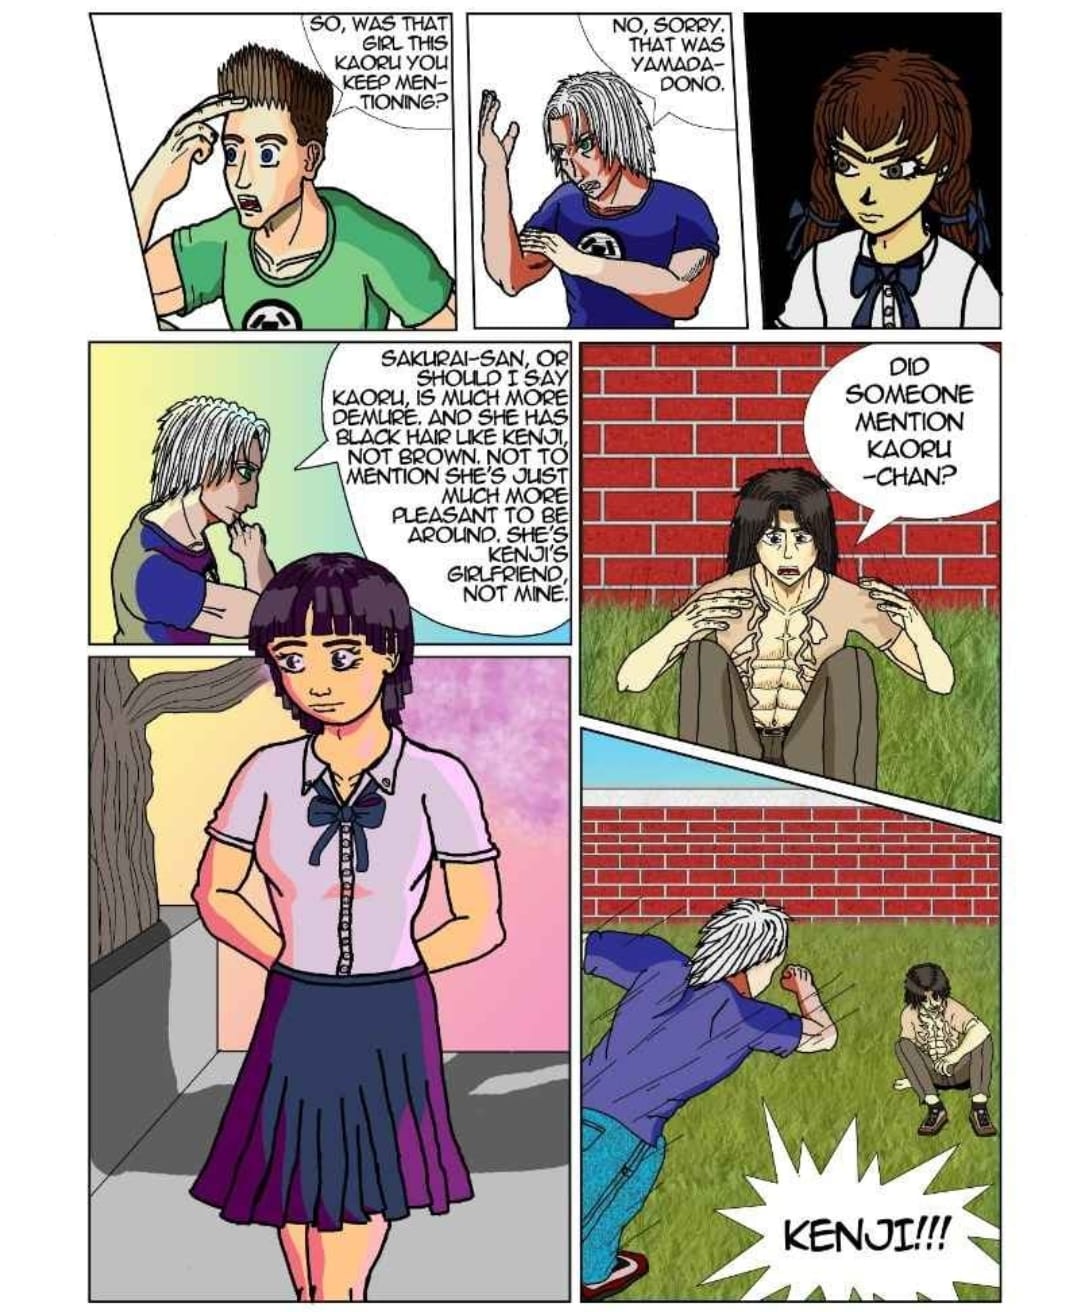 SO, WAS THAT
GIRL THIS
KAORU YOU
KEEP MEN-
TIONING?
NO, SORRY.
THAT WAS
YAMADA-
DONO.
SAKURAI-SAN, OR
SHOULD I SAY
KAORU, IS MUCH MORE
DEMURE. AND SHE HAS
BLACK HAIR LIKE KENJI,
NOT BROWN. NOT TO
MENTION SHE'S JUST
MUCH MORE
PLEASANT TO BE
AROUND. SHE'S
KENJI'S
GIRLFRIEND,
NOT MINE.
DID
SOMEONE
MENTION
KAORU
-CHAN?
KENJI!!!